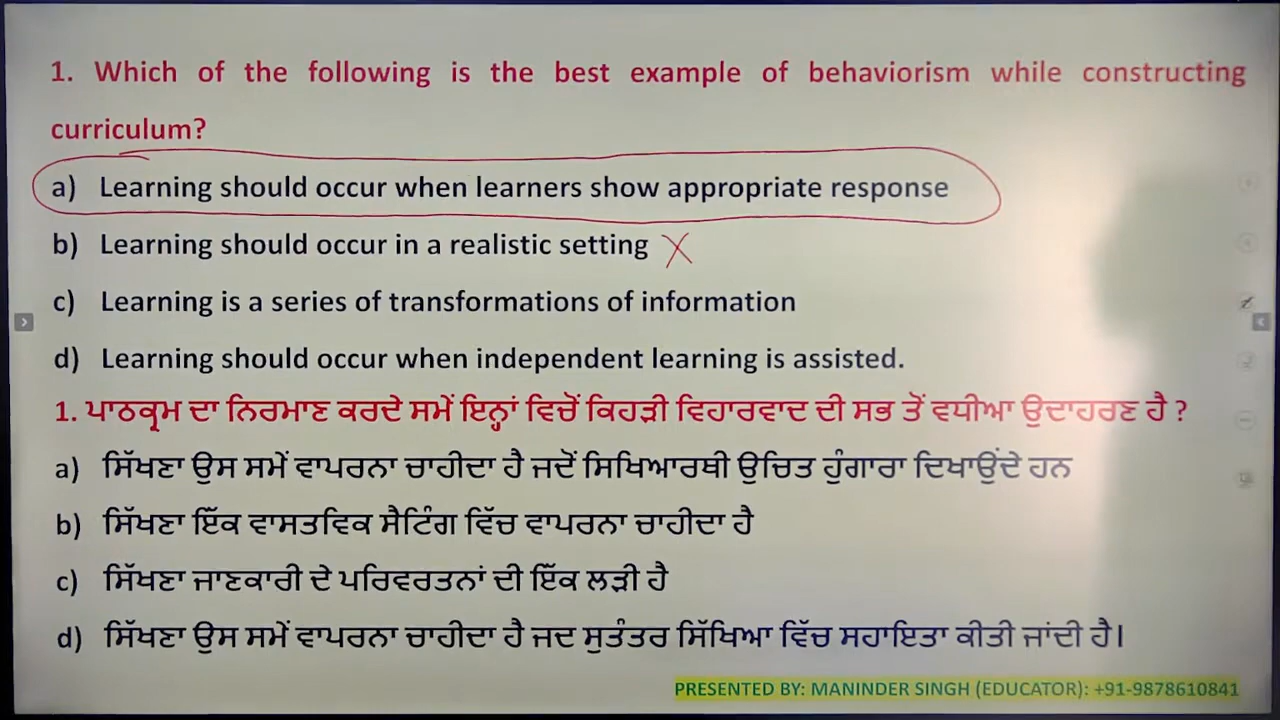 1. Which of the following is the best example of behaviorism while constructing
curriculum?
a) Learning should occur when learners show appropriate response
b) Learning should occur in a realistic setting
c) Learning is a series of transformations of information
d) Learning should occur when independent learning is assisted.
1. ਪਾਠਕ੍ਰਮ ਦਾ ਨਿਰਮਾਣ ਕਰਦੇ ਸਮੇਂ ਇਨ੍ਹਾਂ ਵਿਚੋਂ ਕਿਹੜੀ ਵਿਹਾਰਵਾਦ ਦੀ ਸਭ ਤੋਂ ਵਧੀਆ ਉਦਾਹਰਣ ਹੈ ?
a) ਸਿੱਖਣਾ ਉਸ ਸਮੇਂ ਵਾਪਰਨਾ ਚਾਹੀਦਾ ਹੈ ਜਦੋਂ ਸਿਖਿਆਰਥੀ ਉਚਿਤ ਹੁੰਗਾਰਾ ਦਿਖਾਉਂਦੇ ਹਨ
b) ਸਿੱਖਣਾ ਇੱਕ ਵਾਸਤਵਿਕ ਸੈਟਿੰਗ ਵਿੱਚ ਵਾਪਰਨਾ ਚਾਹੀਦਾ ਹੈ
c) ਸਿੱਖਣਾ ਜਾਣਕਾਰੀ ਦੇ ਪਰਿਵਰਤਨਾਂ ਦੀ ਇੱਕ ਲੜੀ ਹੈ
d) ਸਿੱਖਣਾ ਉਸ ਸਮੇਂ ਵਾਪਰਨਾ ਚਾਹੀਦਾ ਹੈ ਜਦ ਸੁਤੰਤਰ ਸਿੱਖਿਆ ਵਿੱਚ ਸਹਾਇਤਾ ਕੀਤੀ ਜਾਂਦੀ ਹੈ।
PRESENTED BY: MANINDER SINGH (EDUCATOR): +91-9878610841